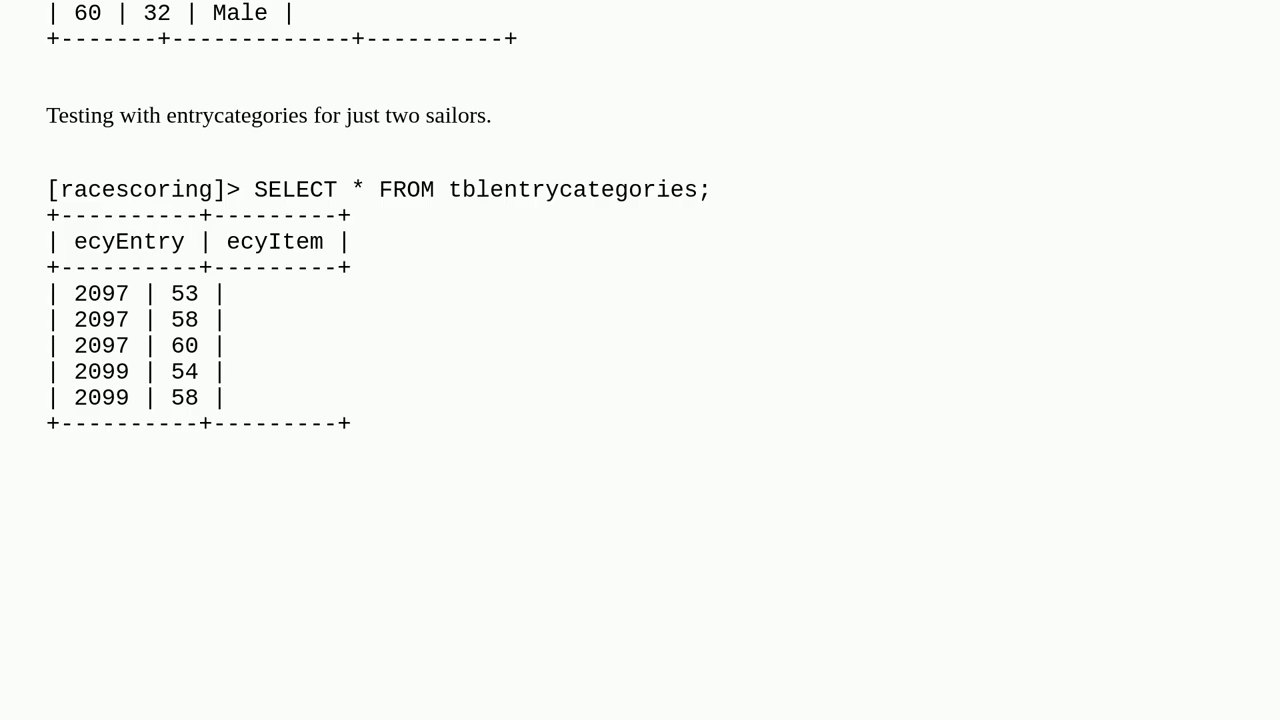 | 60 | 32 | Male |
+-------+-------------+----------+
Testing with entrycategories for just two sailors.
[racescoring]> SELECT * FROM tblentrycategories;
+----------+---------+
| ecyEntry | ecyItem |
+----------+---------+
| 2097 | 53 |
| 2097 | 58 |
| 2097 | 60 |
| 2099 | 54 |
| 2099 | 58 |
+----------+---------+